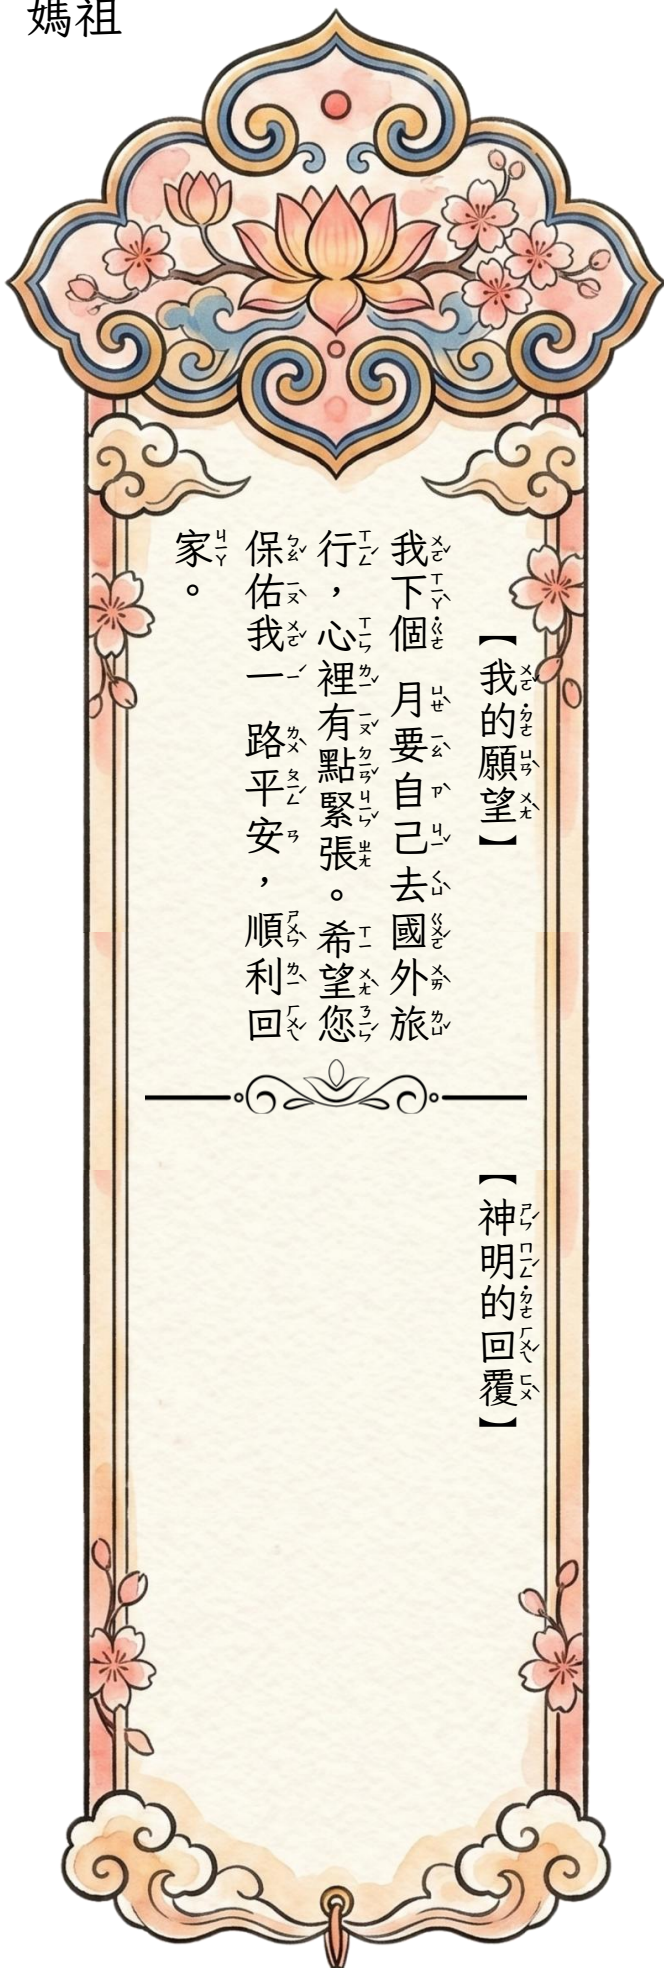 媽祖
【我的願望】
我下個月要自己去國外旅
行，心裡有點緊張。希望您
保佑我一路平安，順利回
家。
【神明的回覆】